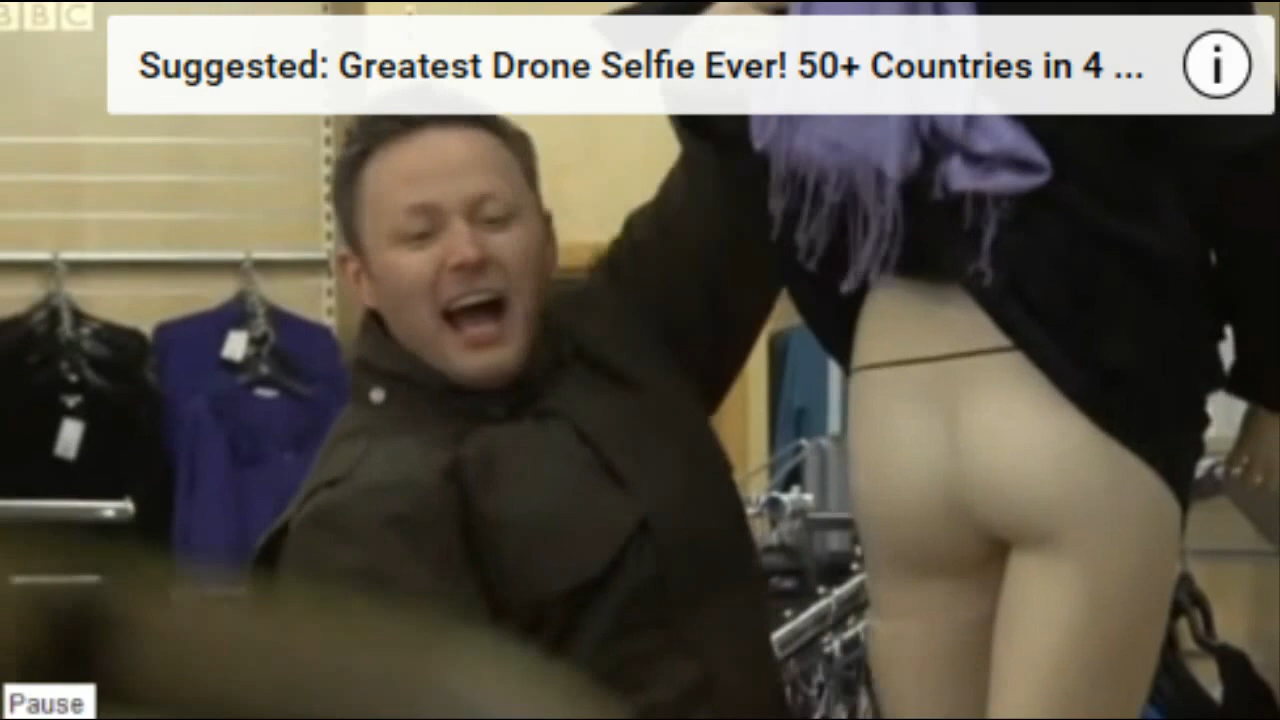 BBC
Suggested: Greatest Drone Selfie Ever! 50+ Countries in 4 ...
i
Pause